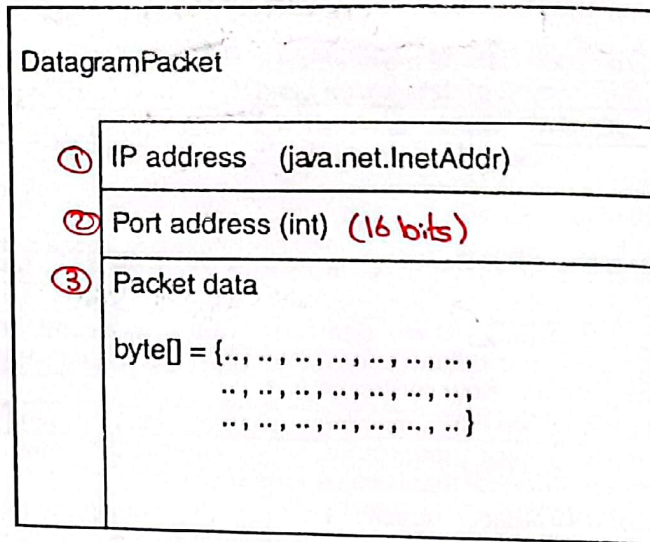 DatagramPacket
① IP address (java.net.InetAddr)
② Port address (int) (16 bits)
③ Packet data
byte[] = {.., .. .. .., .., .. .. .., .. ,
.. , .. , .. , .. , .. , .. , .. ,
.. , .. , .. , .. , .. , .. , .. }